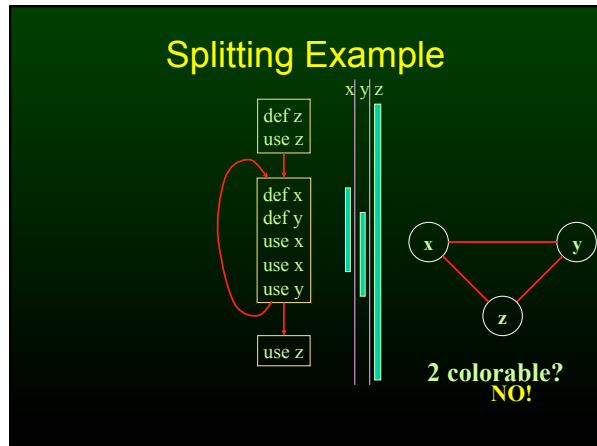 Splitting Example
x y z
def z
use z
def x
def y
use x
use x
use y
use z
x
y
z
2 colorable?
NO!